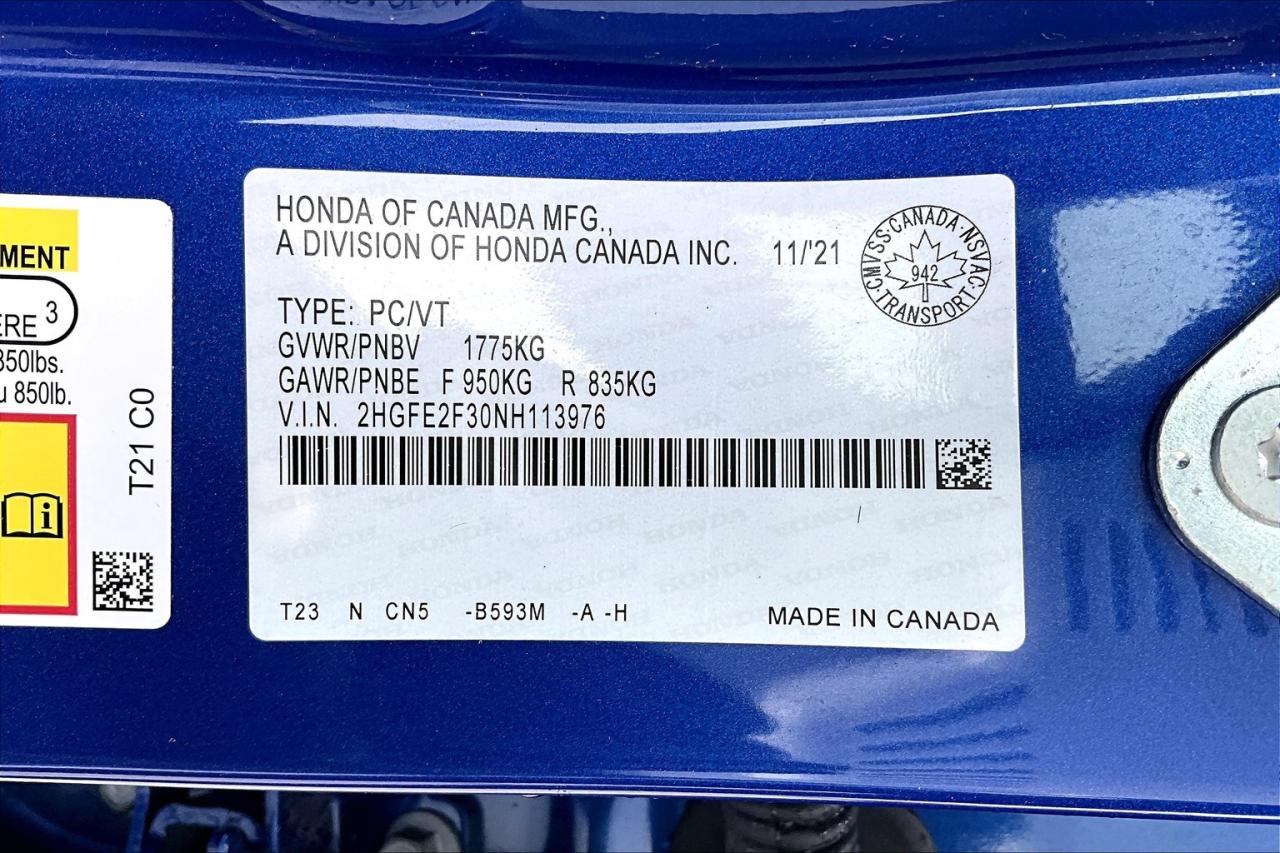 MENT
ERE 3
350lbs.
u 850lb.
T21 C0
HONDA OF CANADA MFG.,
A DIVISION OF HONDA CANADA INC. 11/'21
CMVSS·CANADA·NSVAC·TRANSPORT
942
TYPE: PC/VT
GVWR/PNBV 1775KG
GAWR/PNBE F 950KG R 835KG
V.I.N. 2HGFE2F30NH113976
T23 N CN5 -B593M -A -H
MADE IN CANADA